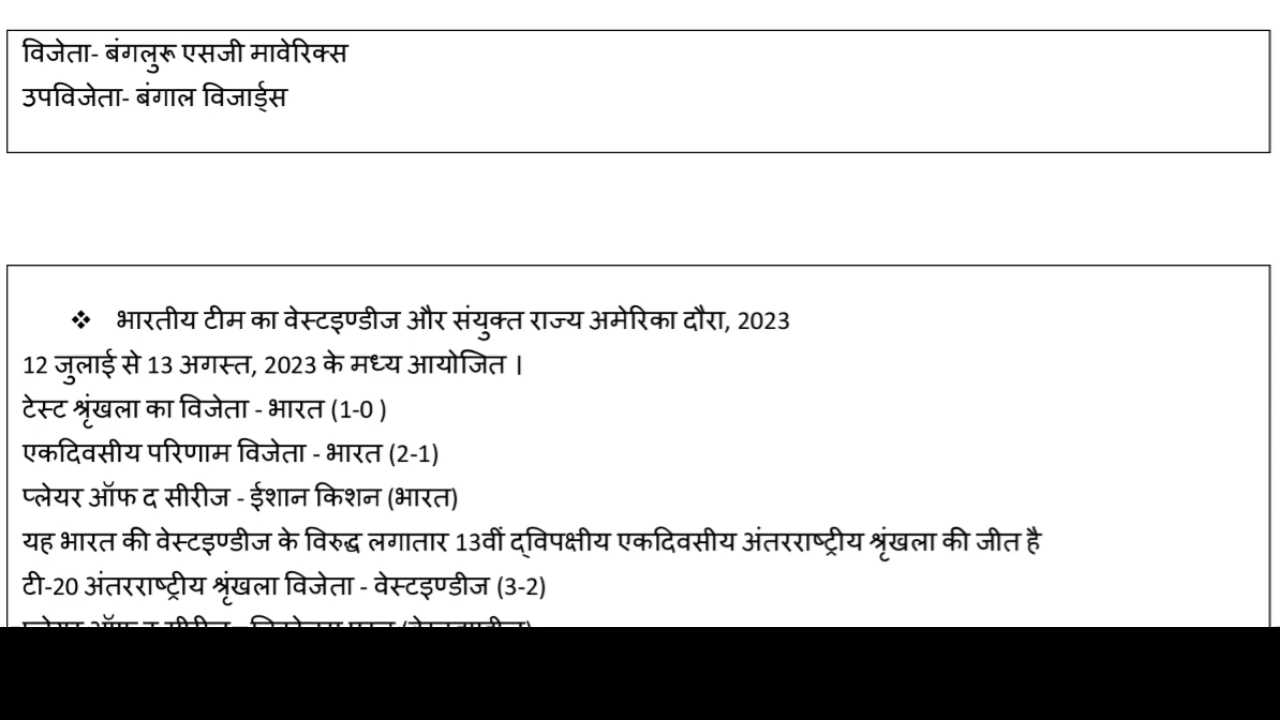 विजेता- बंगलुरू एसजी मावेरिक्स
उपविजेता- बंगाल विजार्ड्स
❖ भारतीय टीम का वेस्टइण्डीज और संयुक्त राज्य अमेरिका दौरा, 2023
12 जुलाई से 13 अगस्त, 2023 के मध्य आयोजित ।
टेस्ट श्रृंखला का विजेता - भारत (1-0 )
एकदिवसीय परिणाम विजेता - भारत (2-1)
प्लेयर ऑफ द सीरीज - ईशान किशन (भारत)
यह भारत की वेस्टइण्डीज के विरुद्ध लगातार 13वीं द्विपक्षीय एकदिवसीय अंतरराष्ट्रीय श्रृंखला की जीत है
टी-20 अंतरराष्ट्रीय श्रृंखला विजेता - वेस्टइण्डीज (3-2)